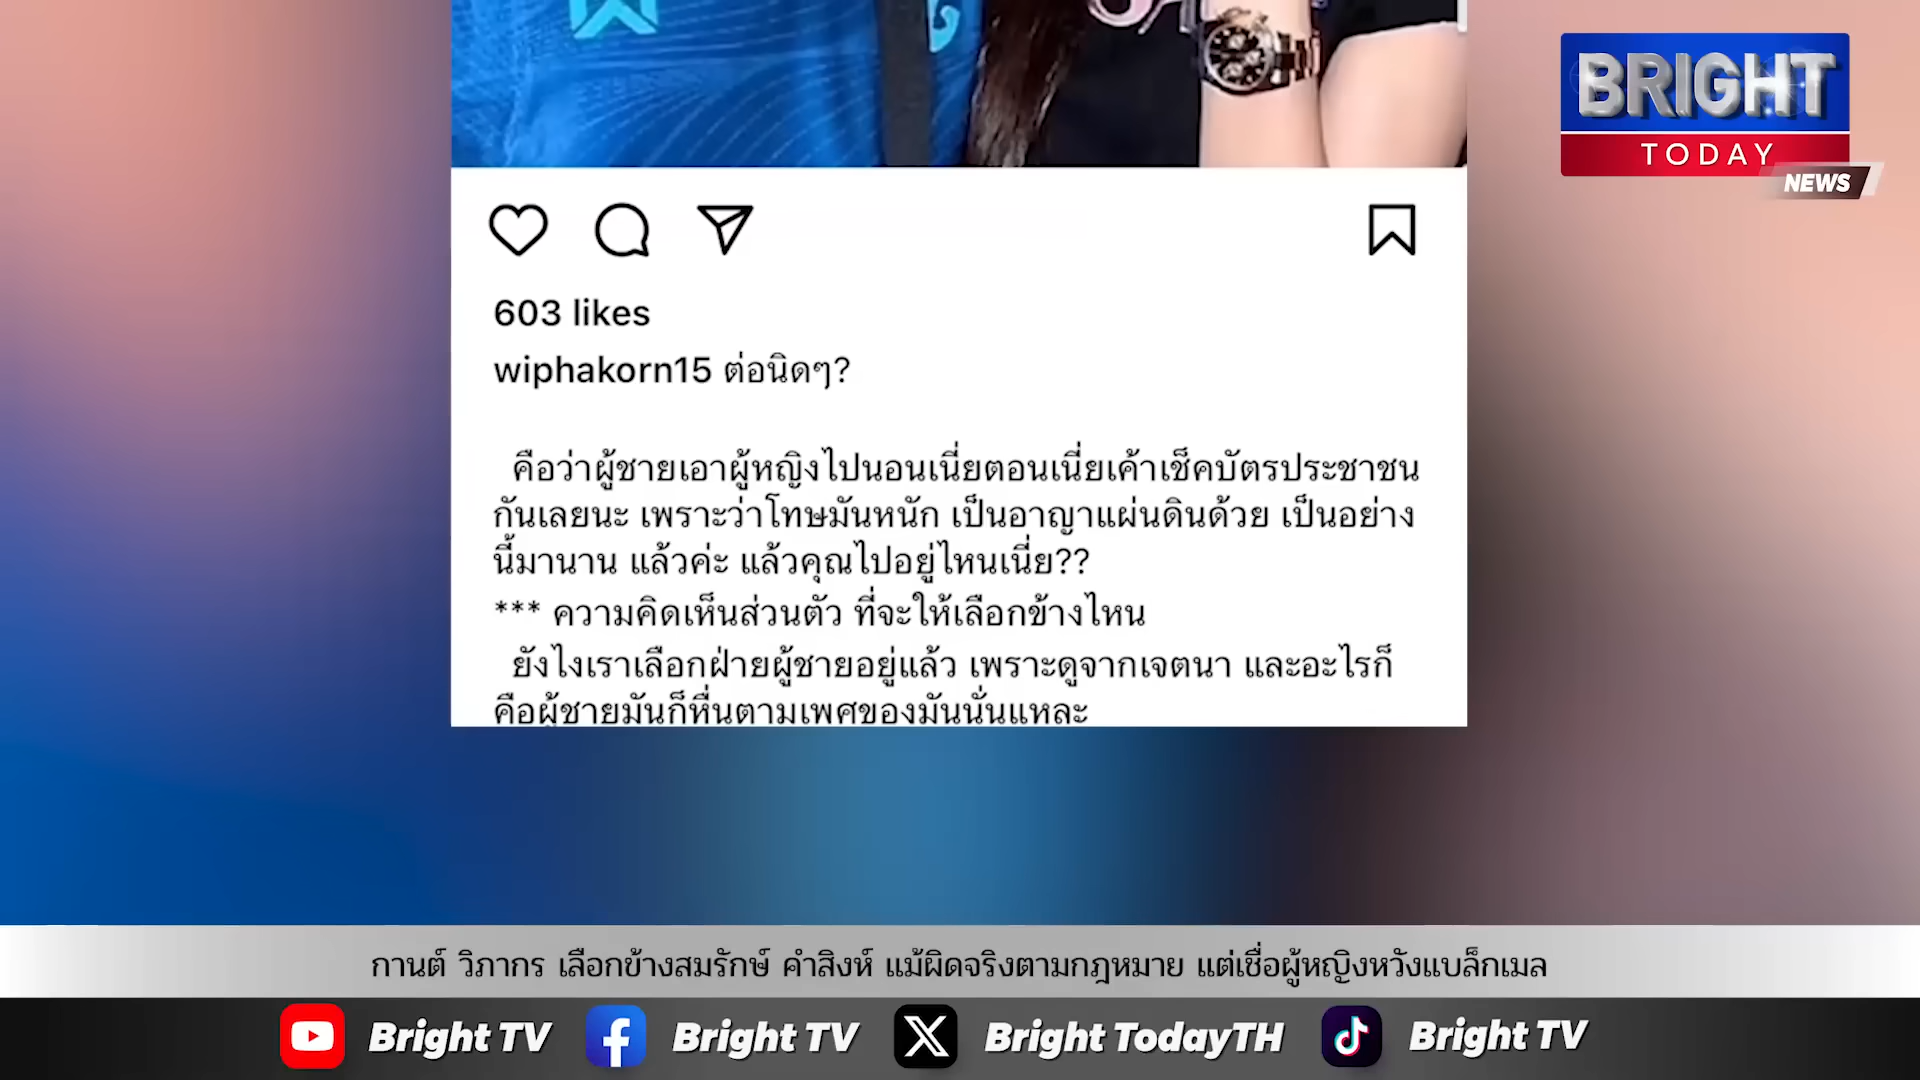 BRIGHT
TODAY
NEWS
603 likes
wiphakorn15 ต่อนิดๆ?
คือว่าผู้ชายเอาผู้หญิงไปนอนเนี่ยตอนเนี่ยเค้าเช็คบัตรประชาชน
กันเลยนะ เพราะว่าโทษมันหนัก เป็นอาญาแผ่นดินด้วย เป็นอย่าง
นี้มานาน แล้วค่ะ แล้วคุณไปอยู่ไหนเนี่ย??
*** ความคิดเห็นส่วนตัว ที่จะให้เลือกข้างไหน
ยังไงเราเลือกฝ่ายผู้ชายอยู่แล้ว เพราะดูจากเจตนา และอะไรก็
คือผู้ชายมันก็หื่นตามเพศของมันนั่นแหละ
กานต์ วิภากร เลือกข้างสมรักษ์ คำสิงห์ แม้ผิดจริงตามกฎหมาย แต่เชื่อผู้หญิงหวังแบล็กเมล
Bright TV Bright TV Bright TodayTH Bright TV